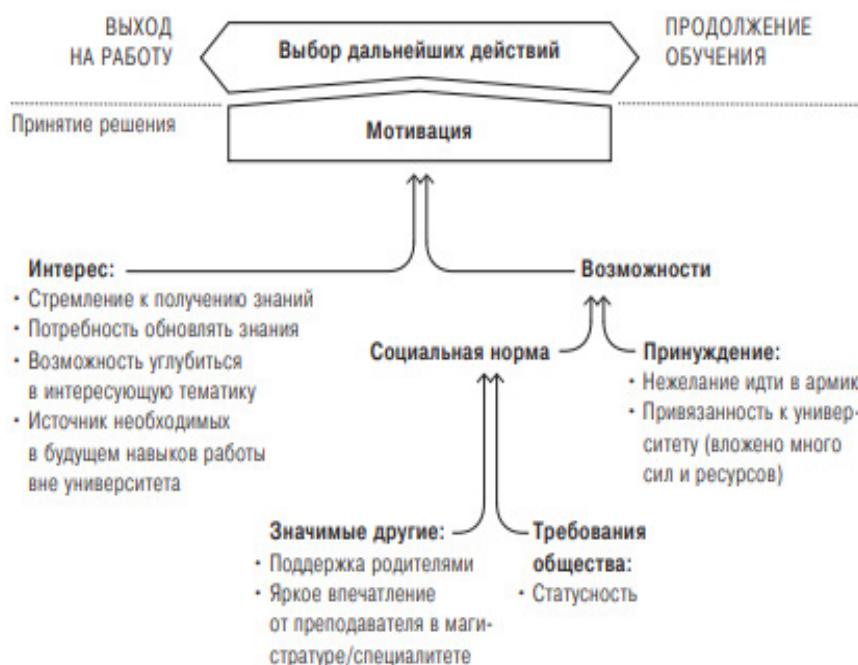 ВЫХОД
НА РАБОТУ
Выбор дальнейших действий
ПРОДОЛЖЕНИЕ
ОБУЧЕНИЯ
Принятие решения
Мотивация
Интерес:
• Стремление к получению знаний
• Потребность обновлять знания
• Возможность углубиться
в интересующую тематику
• Источник необходимых
в будущем навыков работы
вне университета
Возможности
Социальная норма
Принуждение:
• Нежелание идти в армик
• Привязанность к универ-
ситету (вложено много
сил и ресурсов)
Значимые другие:
• Поддержка родителями
• Яркое впечатление
от преподавателя в маги-
стратуре/специалитете
Требования
общества:
• Статусность